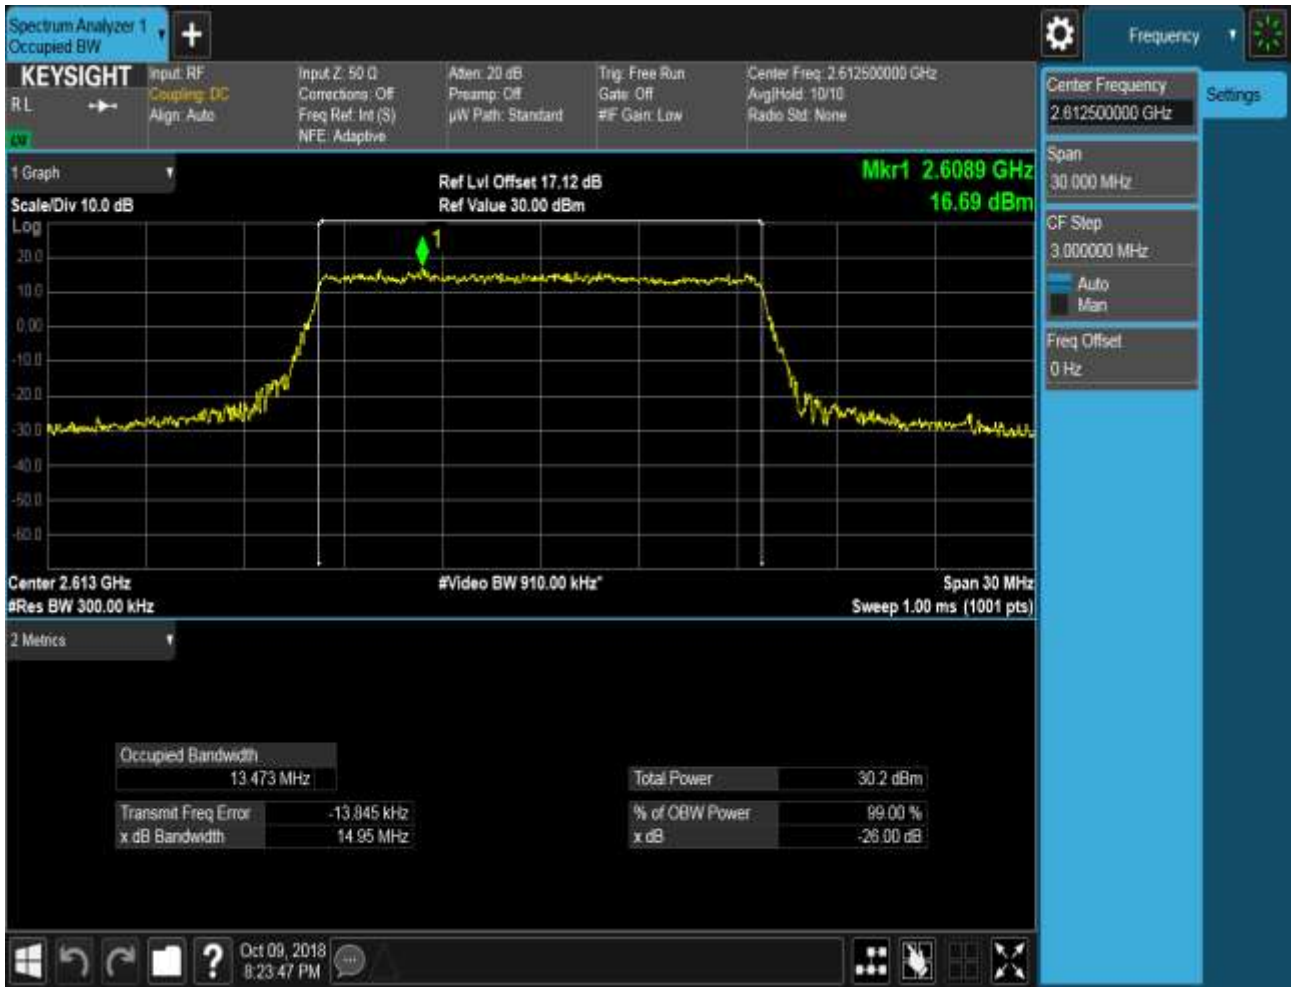 Spectrum Analyzer 1
Occupied BW
Frequency
KEYSIGHT
RL
Input: RF
Coupling: DC
Align: Auto
Input Z: 50 Ω
Corrections: Off
Freq Ref: Int (S)
NFE: Adaptive
Atten: 20 dB
Preamp: Off
µW Path: Standard
Trig: Free Run
Gate: Off
#IF Gain: Low
Center Freq: 2.612500000 GHz
Avg|Hold: 10/10
Radio Std: None
Center Frequency
2.612500000 GHz
Settings
Span
30.000 MHz
CF Step
3.000000 MHz
Auto
Man
Freq Offset
0 Hz
1 Graph
Scale/Div 10.0 dB
Ref Lvl Offset 17.12 dB
Ref Value 30.00 dBm
Mkr1 2.6089 GHz
16.69 dBm
Log
1
20.0
10.0
0.00
-10.0
-20.0
-30.0
-40.0
-50.0
-60.0
Center 2.613 GHz
#Video BW 910.00 kHz*
Span 30 MHz
#Res BW 300.00 kHz
Sweep 1.00 ms (1001 pts)
2 Metrics
Occupied Bandwidth
13.473 MHz
Total Power 30.2 dBm
Transmit Freq Error -13.845 kHz
% of OBW Power 99.00 %
x dB Bandwidth 14.95 MHz
x dB -26.00 dB
Oct 09, 2018
8:23:47 PM